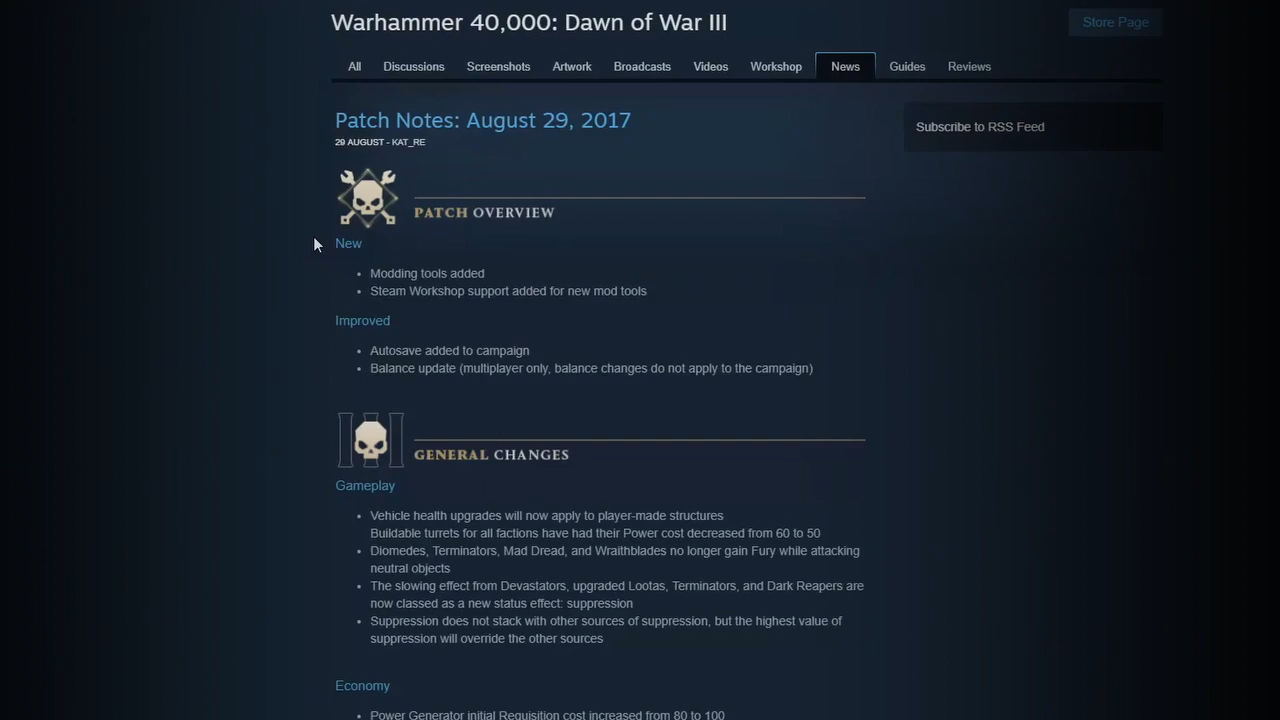 Warhammer 40,000: Dawn of War III
Store Page
All Discussions Screenshots Artwork Broadcasts Videos Workshop News Guides Reviews
Patch Notes: August 29, 2017
Subscribe to RSS Feed
29 AUGUST - KAT_RE
PATCH OVERVIEW
New
Modding tools added
Steam Workshop support added for new mod tools
Improved
Autosave added to campaign
Balance update (multiplayer only, balance changes do not apply to the campaign)
GENERAL CHANGES
Gameplay
Vehicle health upgrades will now apply to player-made structures
Buildable turrets for all factions have had their Power cost decreased from 60 to 50
Diomedes, Terminators, Mad Dread, and Wraithblades no longer gain Fury while attacking
neutral objects
The slowing effect from Devastators, upgraded Lootas, Terminators, and Dark Reapers are
now classed as a new status effect: suppression
Suppression does not stack with other sources of suppression, but the highest value of
suppression will override the other sources
Economy
Power Generator initial Requisition cost increased from 80 to 100